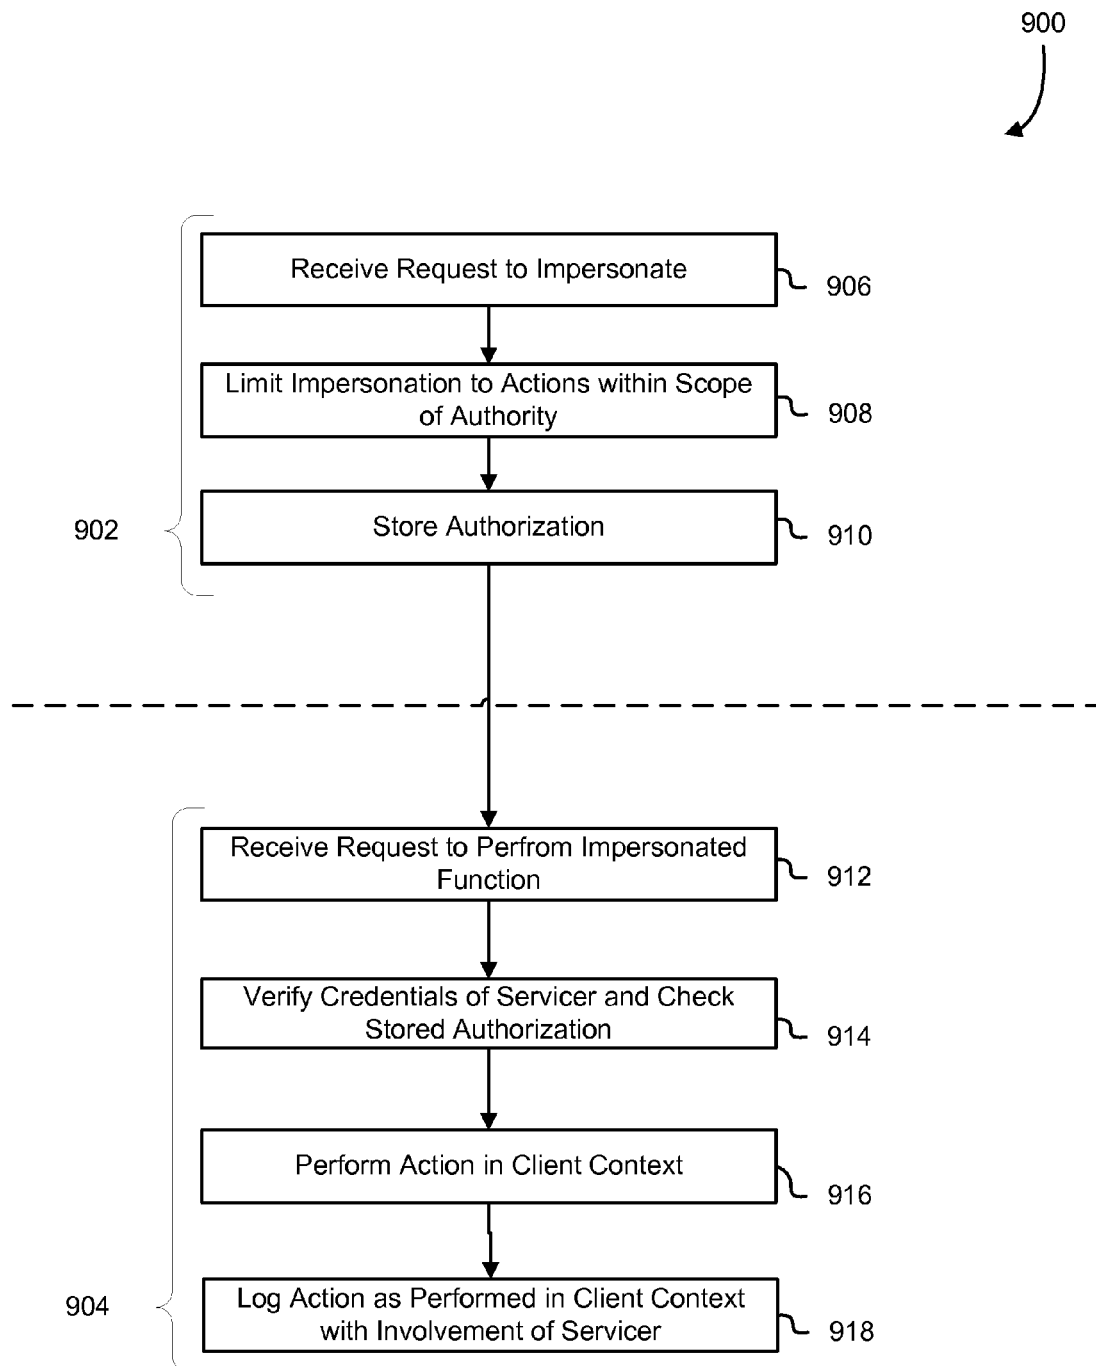 900
Receive Request to Impersonate
906
Limit Impersonation to Actions within Scope
of Authority
908
Store Authorization
902
910
Receive Request to Perfrom Impersonated
Function
912
Verify Credentials of Servicer and Check
Stored Authorization
914
Perform Action in Client Context
916
Log Action as Performed in Client Context
with Involvement of Servicer
904
918